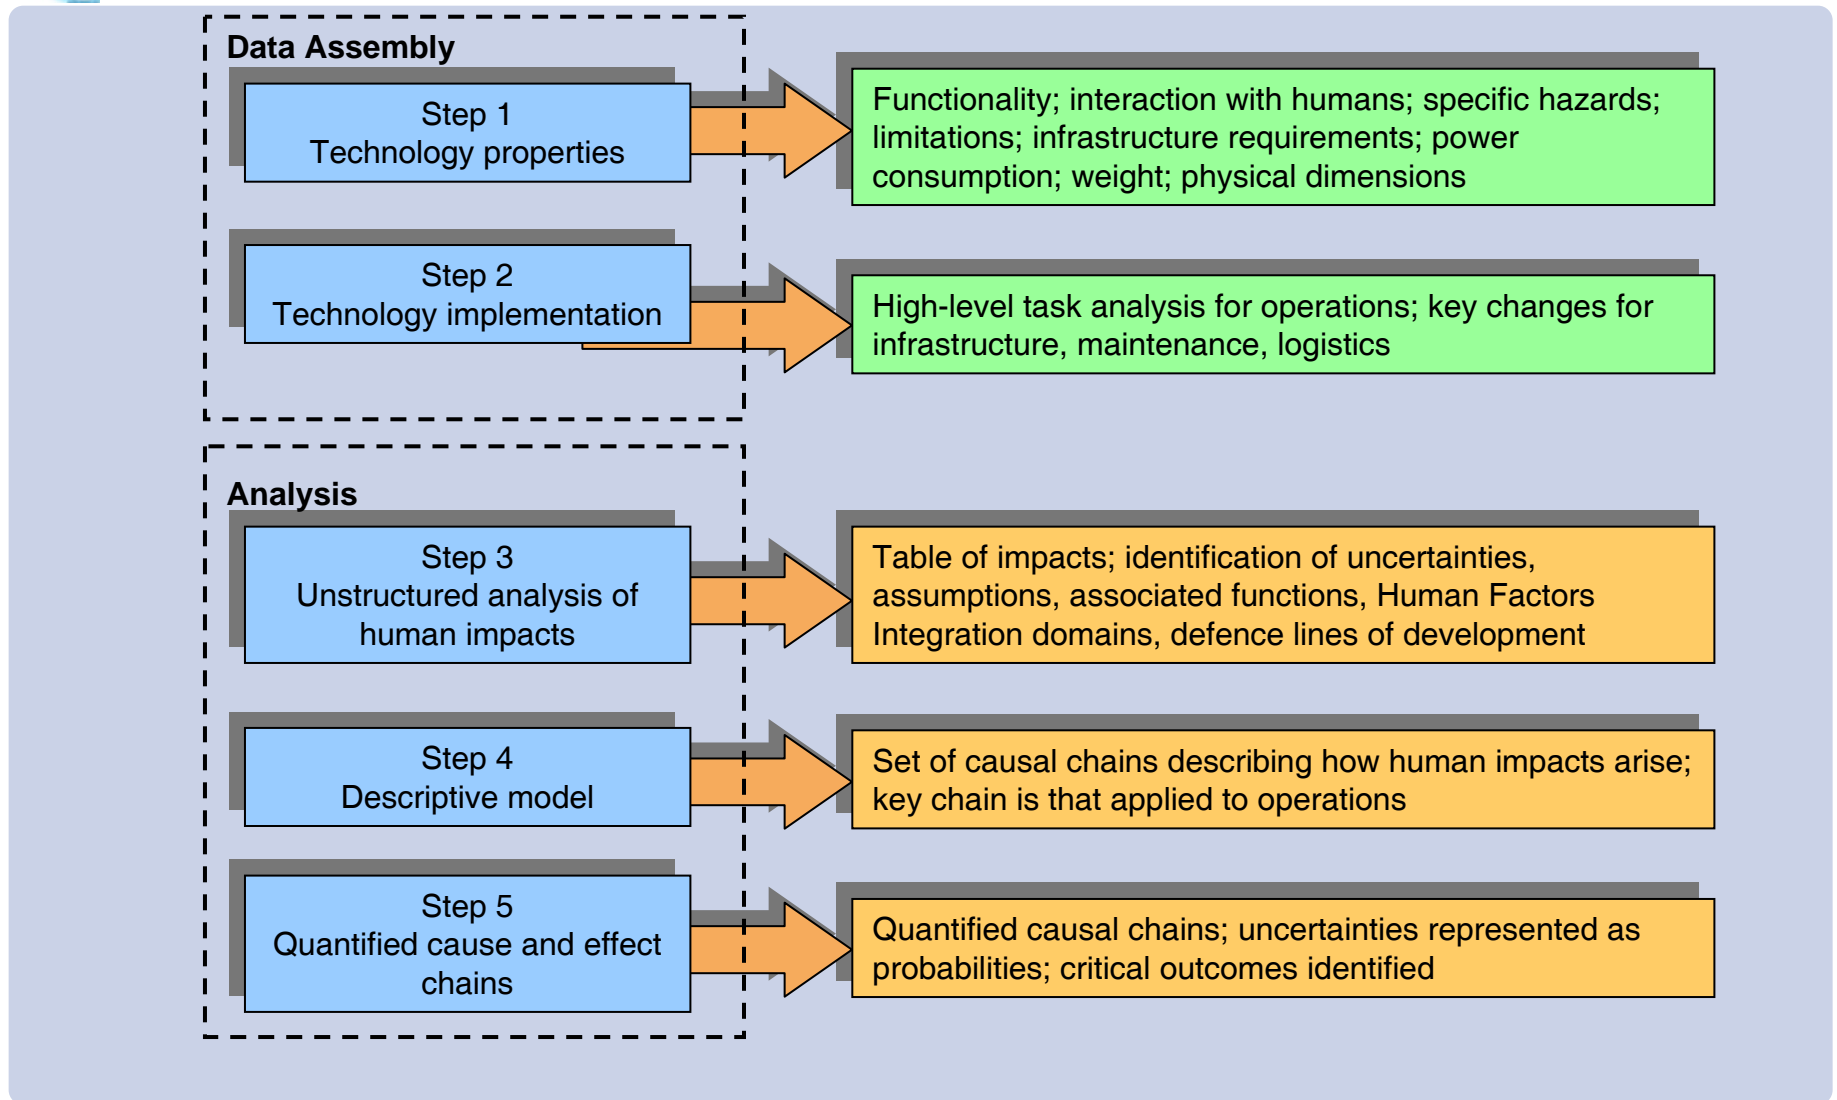 Data Assembly
Step 1
Technology properties
Functionality; interaction with humans; specific hazards;
limitations; infrastructure requirements; power
consumption; weight; physical dimensions
Step 2
Technology implementation
High-level task analysis for operations; key changes for
infrastructure, maintenance, logistics
Analysis
Step 3
Unstructured analysis of
human impacts
Table of impacts; identification of uncertainties,
assumptions, associated functions, Human Factors
Integration domains, defence lines of development
Step 4
Descriptive model
Set of causal chains describing how human impacts arise;
key chain is that applied to operations
Step 5
Quantified cause and effect
chains
Quantified causal chains; uncertainties represented as
probabilities; critical outcomes identified